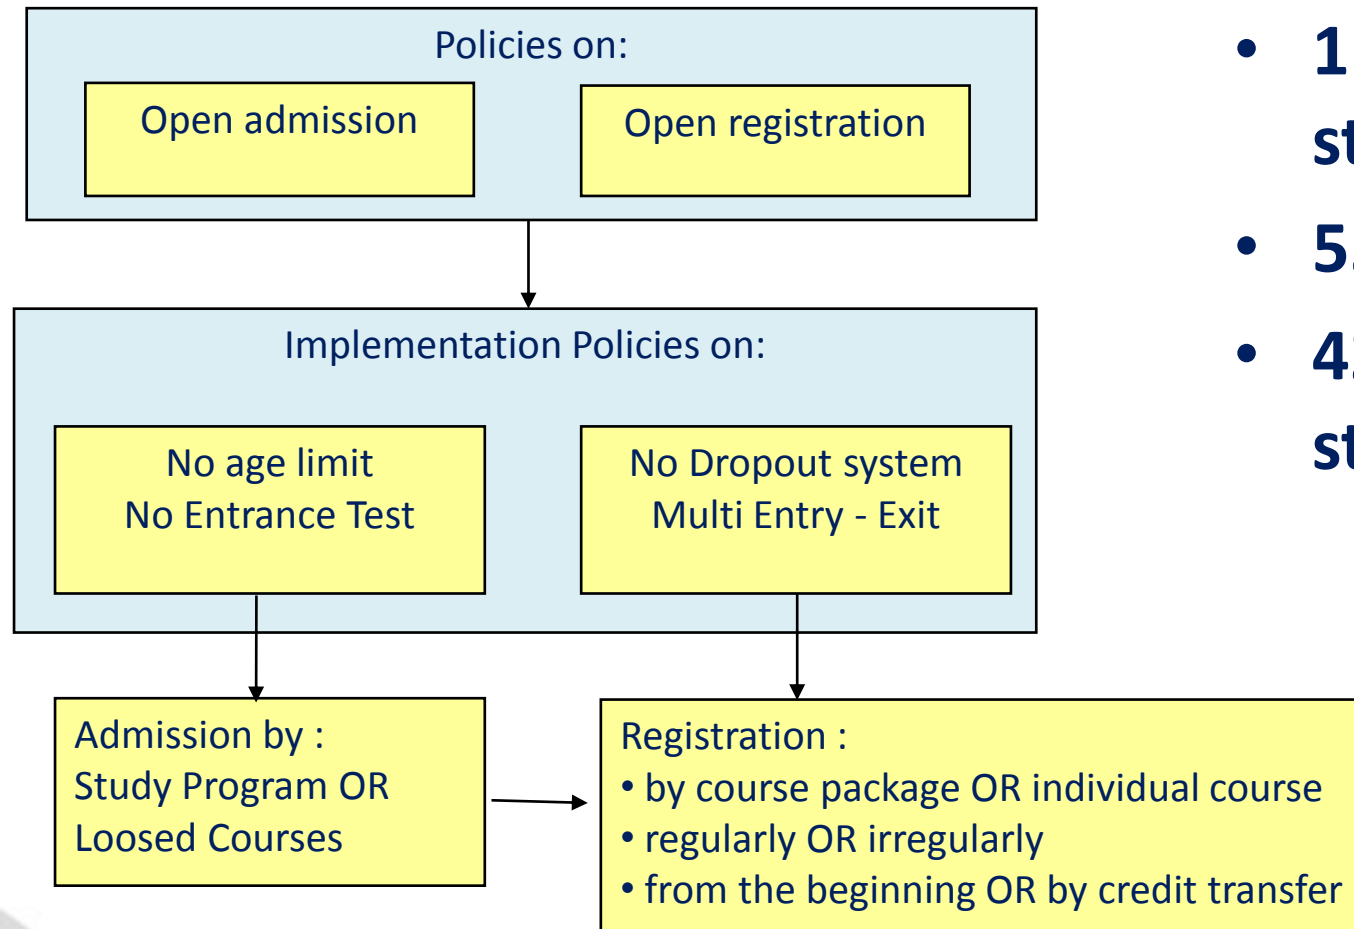 Policies on:
Open admission
Open registration
Implementation Policies on:
No age limit
No Entrance Test
No Dropout system
Multi Entry - Exit
Admission by :
Study Program OR
Loosed Courses
Registration :
• by course package OR individual course
• regularly OR irregularly
• from the beginning OR by credit transfer
• 1